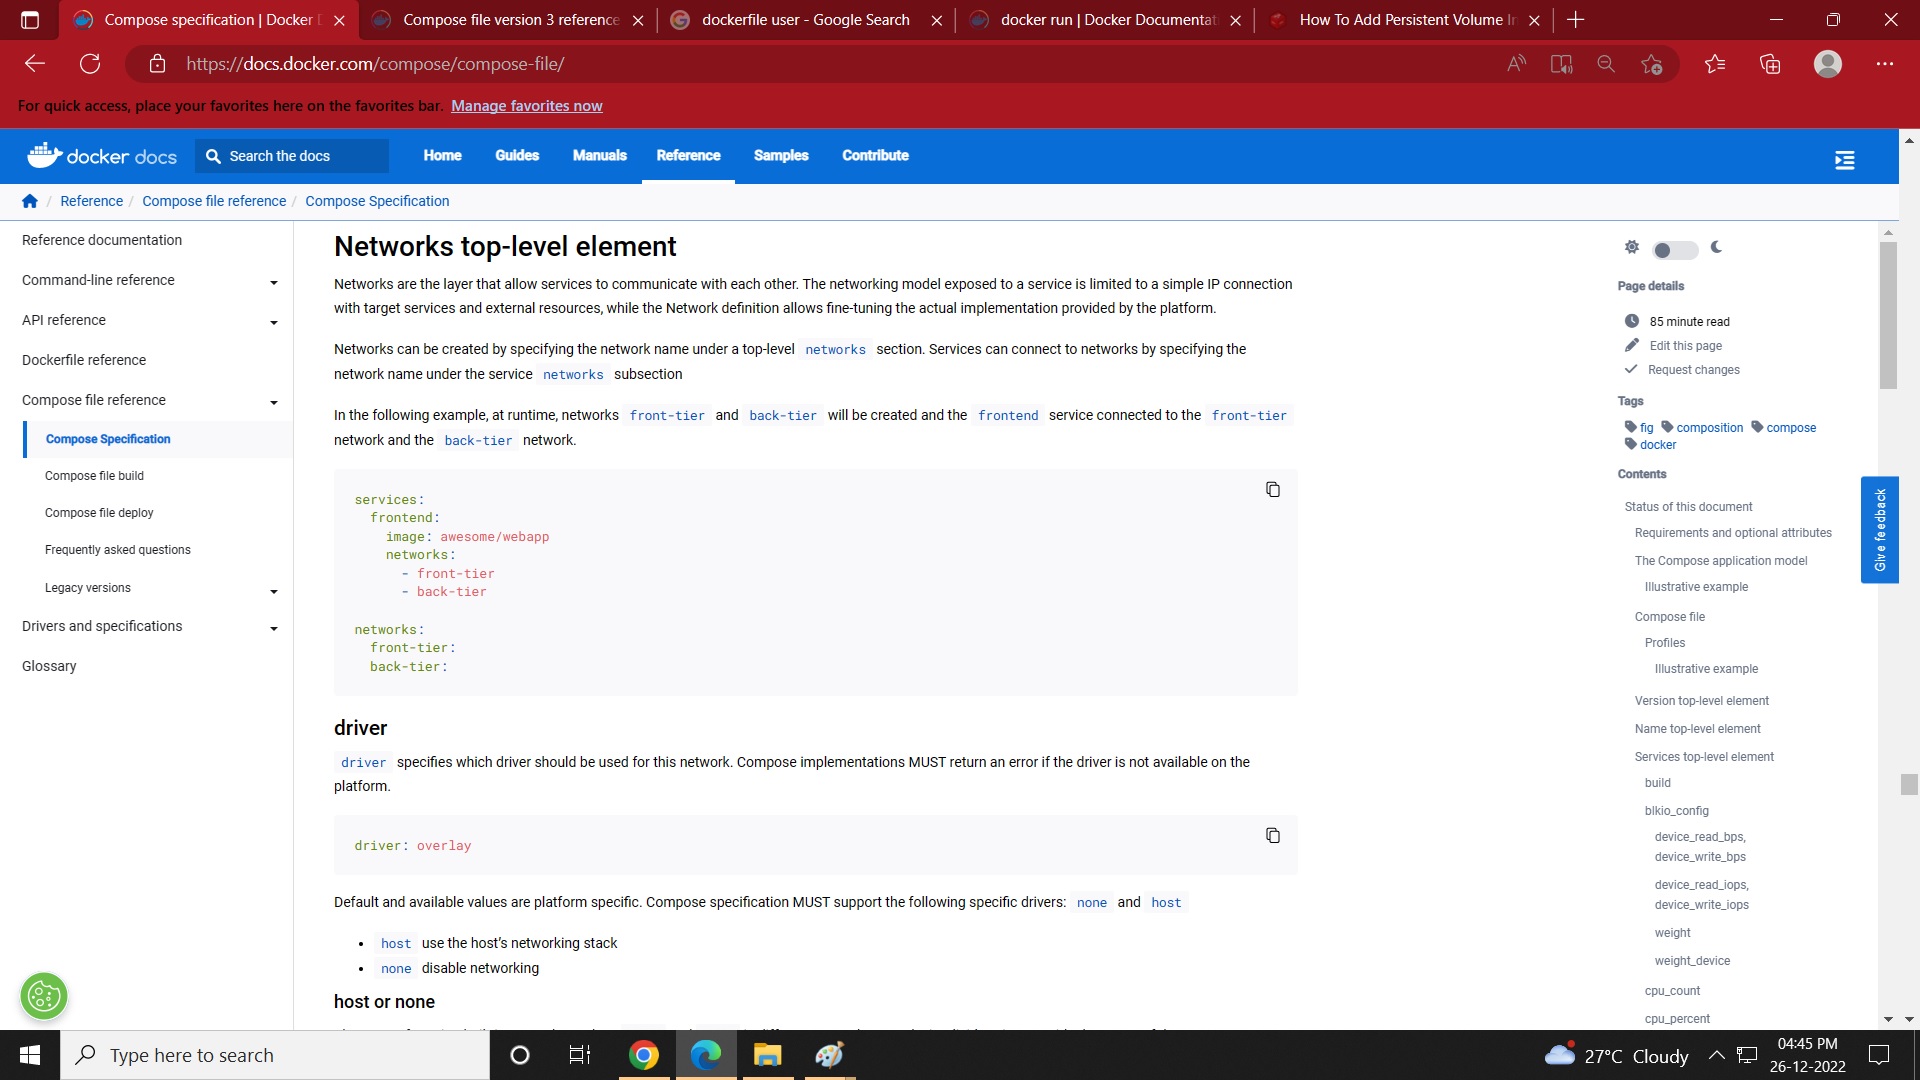 Compose specification | Docker D
Compose file version 3 reference
dockerfile user - Google Search
docker run | Docker Documentat
How To Add Persistent Volume In
https://docs.docker.com/compose/compose-file/
For quick access, place your favorites here on the favorites bar. Manage favorites now
docker docs
Search the docs
Home
Guides
Manuals
Reference
Samples
Contribute
/ Reference / Compose file reference / Compose Specification
Reference documentation
Command-line reference
API reference
Dockerfile reference
Compose file reference
Compose Specification
Compose file build
Compose file deploy
Frequently asked questions
Legacy versions
Drivers and specifications
Glossary
Networks top-level element
Networks are the layer that allow services to communicate with each other. The networking model exposed to a service is limited to a simple IP connection
with target services and external resources, while the Network definition allows fine-tuning the actual implementation provided by the platform.
Networks can be created by specifying the network name under a top-level networks section. Services can connect to networks by specifying the
network name under the service networks subsection
In the following example, at runtime, networks front-tier and back-tier will be created and the frontend service connected to the front-tier
network and the back-tier network.
services:
frontend:
image: awesome/webapp
networks:
- front-tier
- back-tier
networks:
front-tier:
back-tier:
driver
driver specifies which driver should be used for this network. Compose implementations MUST return an error if the driver is not available on the
platform.
driver: overlay
Default and available values are platform specific. Compose specification MUST support the following specific drivers: none and host
• host use the host's networking stack
• none disable networking
host or none
Page details
85 minute read
Edit this page
Request changes
Tags
fig composition compose
docker
Contents
Status of this document
Requirements and optional attributes
The Compose application model
Illustrative example
Compose file
Profiles
Illustrative example
Version top-level element
Name top-level element
Services top-level element
build
blkio_config
device_read_bps,
device_write_bps
device_read_iops,
device_write_iops
weight
weight_device
cpu_count
cpu_percent
Give feedback
Type here to search
27°C Cloudy
04:45 PM
26-12-2022